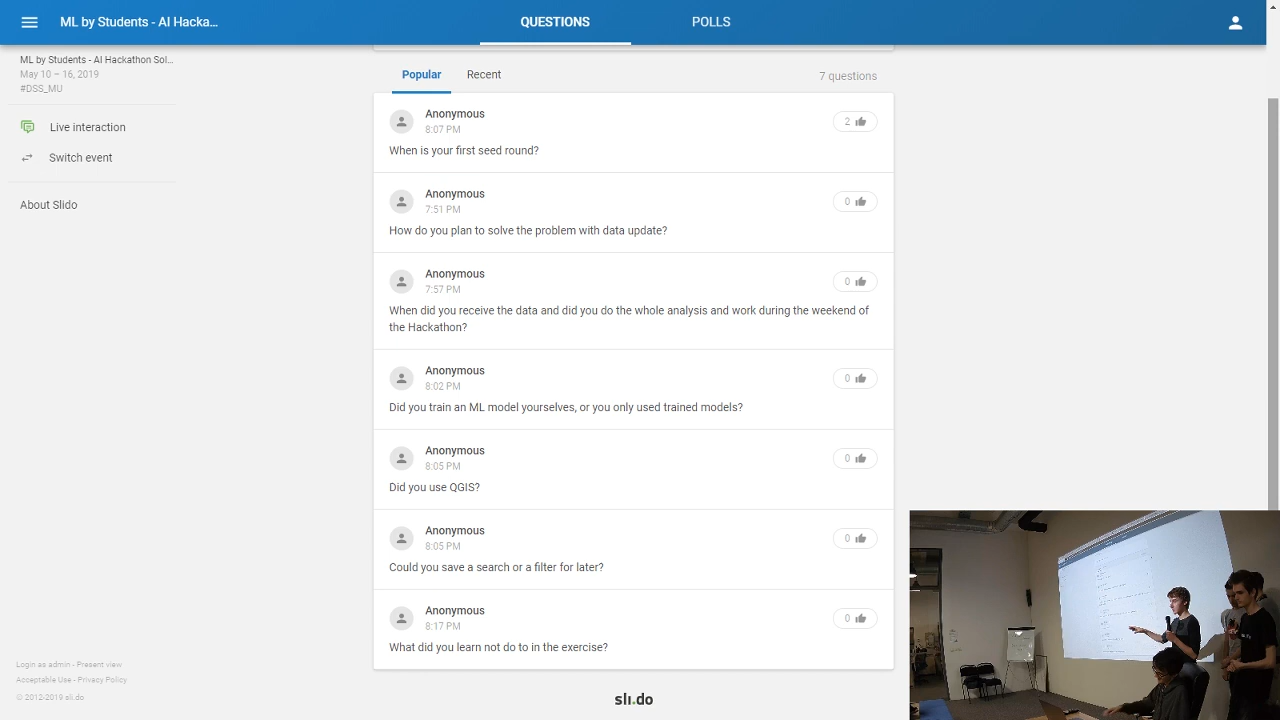 ML by Students - AI Hacka...
QUESTIONS
POLLS
ML by Students - AI Hackathon Sol...
May 10 – 16, 2019
#DSS_MU
Live interaction
Switch event
About Slido
Popular
Recent
7 questions
Anonymous
8:07 PM
2
When is your first seed round?
Anonymous
7:51 PM
0
How do you plan to solve the problem with data update?
Anonymous
7:57 PM
0
When did you receive the data and did you do the whole analysis and work during the weekend of
the Hackathon?
Anonymous
8:02 PM
0
Did you train an ML model yourselves, or you only used trained models?
Anonymous
8:05 PM
0
Did you use QGIS?
Anonymous
8:05 PM
0
Could you save a search or a filter for later?
Anonymous
8:17 PM
0
What did you learn not do to in the exercise?
Login as admin - Present view
Acceptable Use - Privacy Policy
© 2012-2019 sli.do
sli.do